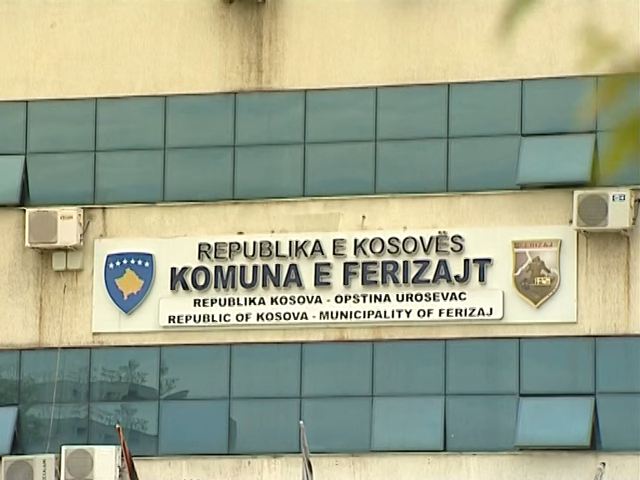 REPUBLIKA E KOSOVËS
KOMUNA E FERIZAJT
REPUBLIKA KOSOVA - OPSTINA UROSEVAC
REPUBLIC OF KOSOVA - MUNICIPALITY OF FERIZAJ
FERIZAJ